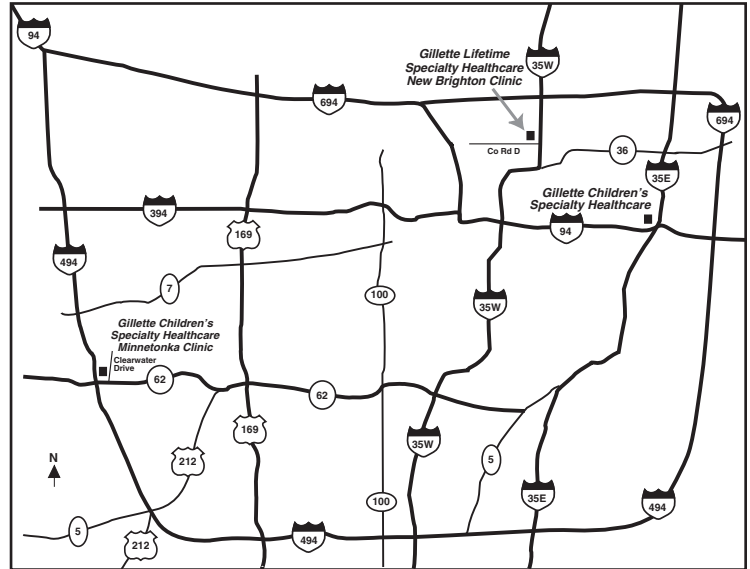 94
Gillette Lifetime
Specialty Healthcare
New Brighton Clinic
35W
694
694
Co Rd D
36
35E
Gillette Children's
Specialty Healthcare
394
169
94
494
7
100
35W
Gillette Children's
Specialty Healthcare
Minnetonka Clinic
Clearwater
Drive
62
62
169
35W
212
5
N
35E
100
494
5
494
212